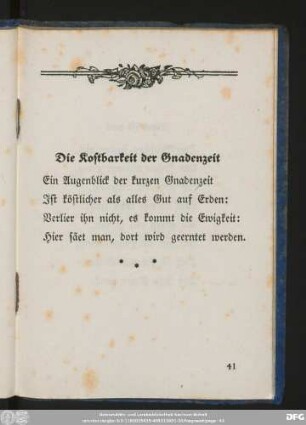 Die Kostbarkeit der Gnadenzeit
Ein Augenblick der kurzen Gnadenzeit
Ist köstlicher als alles Gut auf Erden:
Verlier ihn nicht, es kommt die Ewigkeit:
Hier säet man, dort wird geerntet werden.
* * *
41